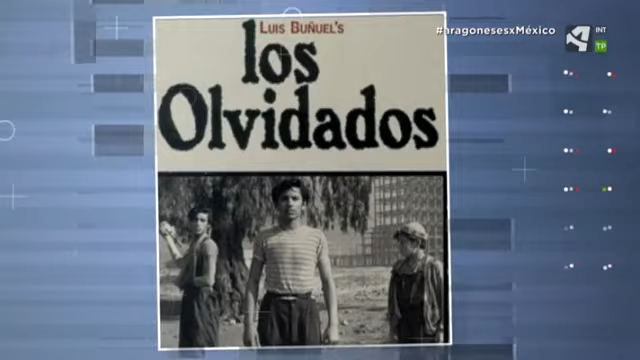 LUIS BUÑUEL'S
los
Olvidados
#aragonesesxMéxico
INT
TP